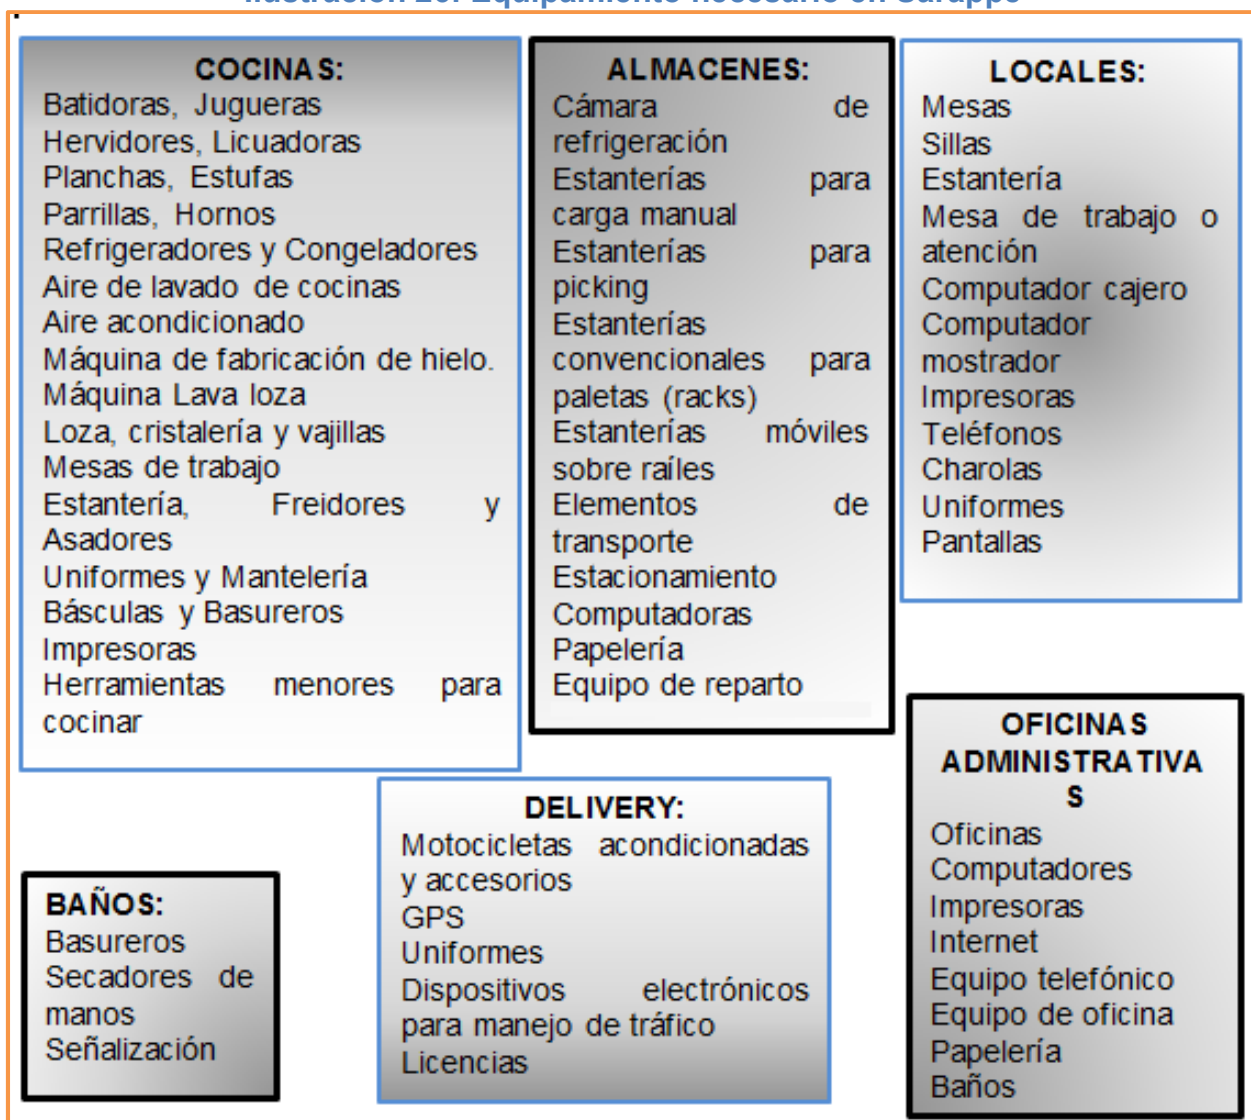 COCINAS:
Batidoras, Jugueras
Hervidores, Licuadoras
Planchas, Estufas
Parrillas, Hornos
Refrigeradores y Congeladores
Aire de lavado de cocinas
Aire acondicionado
Máquina de fabricación de hielo.
Máquina Lava loza
Loza, cristalería y vajillas
Mesas de trabajo
Estantería, Freidores y
Asadores
Uniformes y Mantelería
Básculas y Basureros
Impresoras
Herramientas menores para
cocinar
ALMACENES:
Cámara de
refrigeración
Estanterías para
carga manual
Estanterías para
picking
Estanterías
convencionales para
paletas (racks)
Estanterías móviles
sobre raíles
Elementos de
transporte
Estacionamiento
Computadoras
Papelería
Equipo de reparto
LOCALES:
Mesas
Sillas
Estantería
Mesa de trabajo o
atención
Computador cajero
Computador
mostrador
Impresoras
Teléfonos
Charolas
Uniformes
Pantallas
BAÑOS:
Basureros
Secadores de
manos
Señalización
DELIVERY:
Motocicletas acondicionadas
y accesorios
GPS
Uniformes
Dispositivos electrónicos
para manejo de tráfico
Licencias
OFICINAS
ADMINISTRATIVA
S
Oficinas
Computadores
Impresoras
Internet
Equipo telefónico
Equipo de oficina
Papelería
Baños